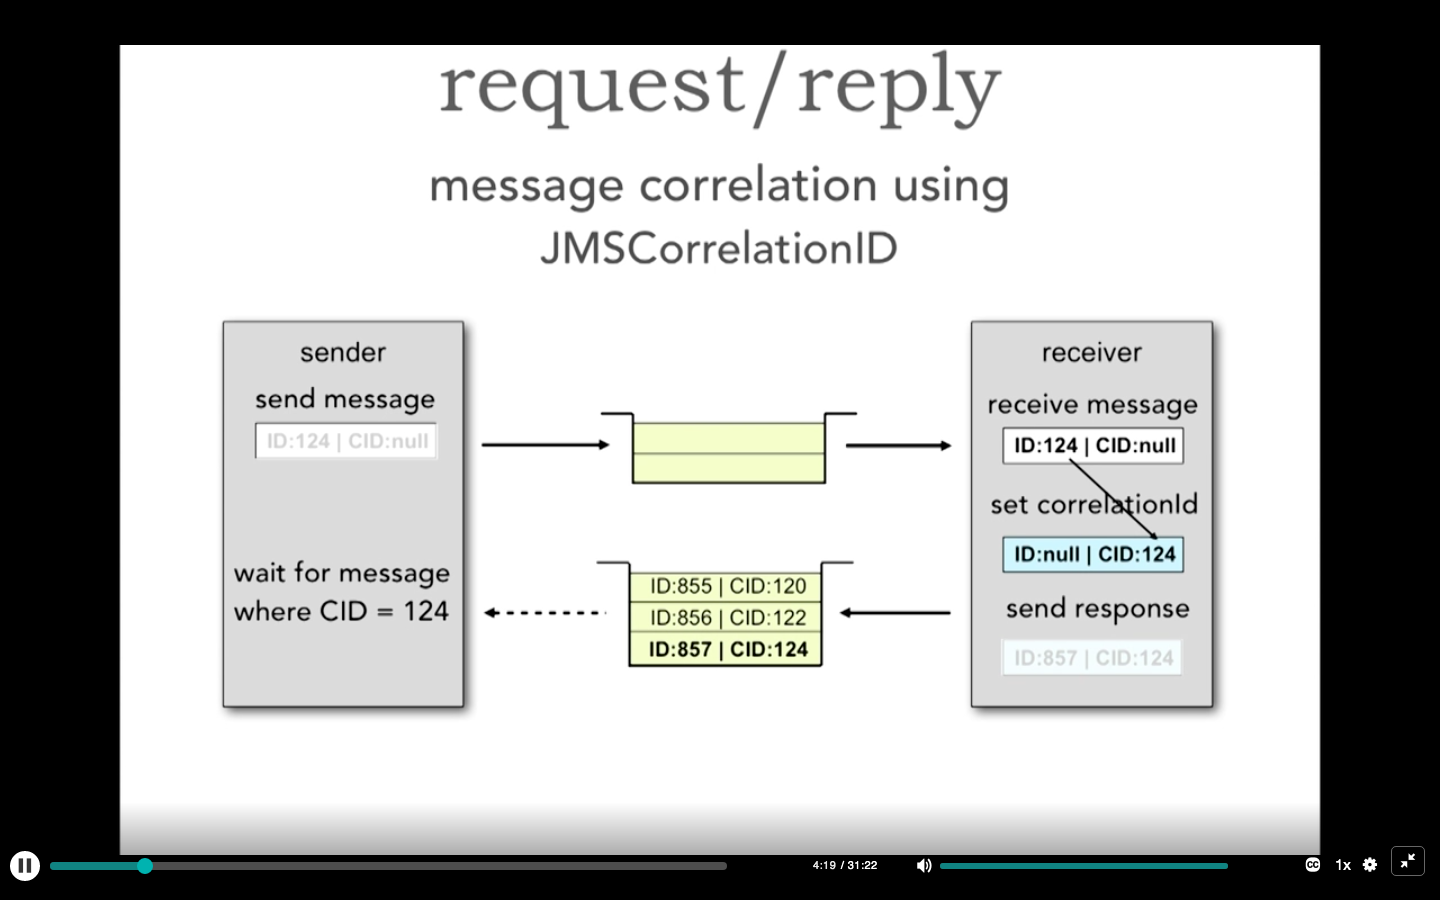 request/reply
message correlation using
JMSCorrelationID
sender
send message
ID:124 | CID:null
wait for message
where CID = 124
ID:855 | CID:120
ID:856 | CID:122
ID:857 | CID:124
receiver
receive message
ID:124 | CID:null
set correlationId
ID:null | CID:124
send response
ID:857 | CID:124
4:19 / 31:22
CC
1x